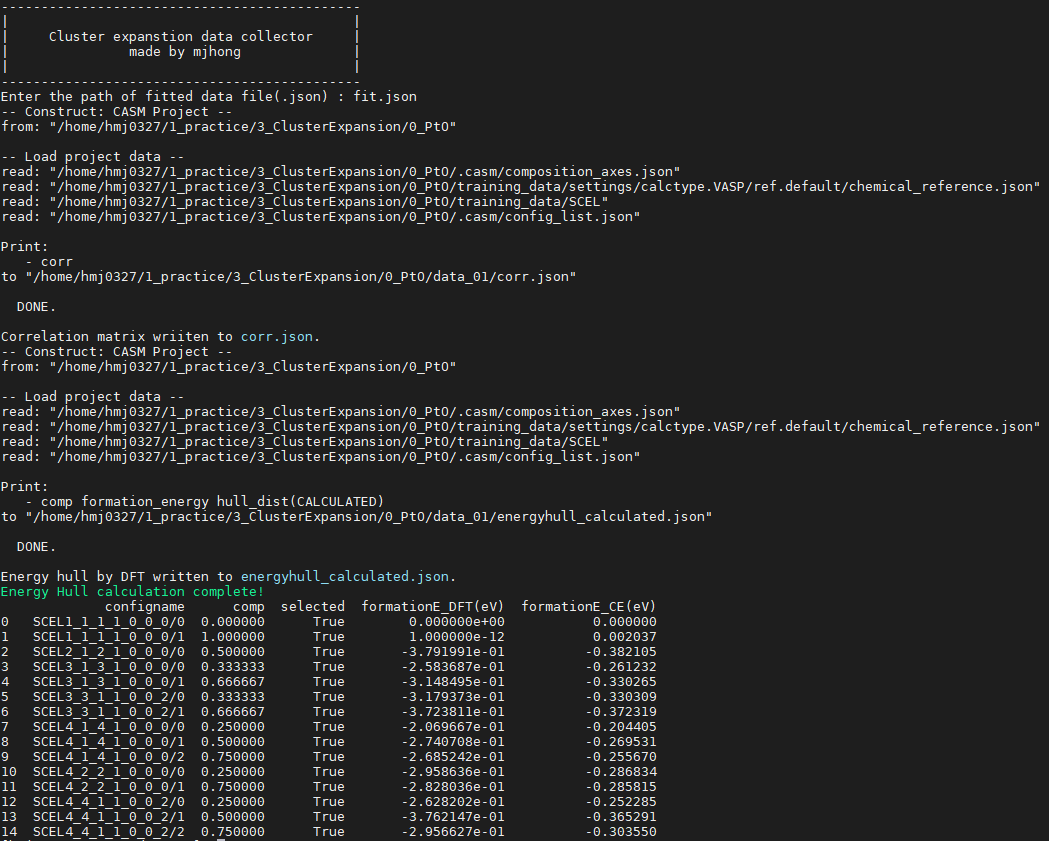 ---------------------------------------------
| |
| Cluster expanstion data collector |
| made by mjhong |
| |
---------------------------------------------
Enter the path of fitted data file(.json) : fit.json
-- Construct: CASM Project --
from: "/home/hmj0327/1_practice/3_ClusterExpansion/0_PtO"
-- Load project data --
read: "/home/hmj0327/1_practice/3_ClusterExpansion/0_PtO/.casm/composition_axes.json"
read: "/home/hmj0327/1_practice/3_ClusterExpansion/0_PtO/training_data/settings/calctype.VASP/ref.default/chemical_reference.json"
read: "/home/hmj0327/1_practice/3_ClusterExpansion/0_PtO/training_data/SCEL"
read: "/home/hmj0327/1_practice/3_ClusterExpansion/0_PtO/.casm/config_list.json"
Print:
- corr
to "/home/hmj0327/1_practice/3_ClusterExpansion/0_PtO/data_01/corr.json"
DONE.
Correlation matrix wriiten to corr.json.
-- Construct: CASM Project --
from: "/home/hmj0327/1_practice/3_ClusterExpansion/0_PtO"
-- Load project data --
read: "/home/hmj0327/1_practice/3_ClusterExpansion/0_PtO/.casm/composition_axes.json"
read: "/home/hmj0327/1_practice/3_ClusterExpansion/0_PtO/training_data/settings/calctype.VASP/ref.default/chemical_reference.json"
read: "/home/hmj0327/1_practice/3_ClusterExpansion/0_PtO/training_data/SCEL"
read: "/home/hmj0327/1_practice/3_ClusterExpansion/0_PtO/.casm/config_list.json"
Print:
- comp formation_energy hull_dist(CALCULATED)
to "/home/hmj0327/1_practice/3_ClusterExpansion/0_PtO/data_01/energyhull_calculated.json"
DONE.
Energy hull by DFT written to energyhull_calculated.json.
Energy Hull calculation complete!
configname comp selected formationE_DFT(eV) formationE_CE(eV)
0 SCEL1_1_1_1_0_0_0/0 0.000000 True 0.000000e+00 0.000000
1 SCEL1_1_1_1_0_0_0/1 1.000000 True 1.000000e-12 0.002037
2 SCEL2_1_2_1_0_0_0/0 0.500000 True -3.791991e-01 -0.382105
3 SCEL3_1_3_1_0_0_0/0 0.333333 True -2.583687e-01 -0.261232
4 SCEL3_1_3_1_0_0_0/1 0.666667 True -3.148495e-01 -0.330265
5 SCEL3_3_1_1_0_0_2/0 0.333333 True -3.179373e-01 -0.330309
6 SCEL3_3_1_1_0_0_2/1 0.666667 True -3.723811e-01 -0.372319
7 SCEL4_1_4_1_0_0_0/0 0.250000 True -2.069667e-01 -0.204405
8 SCEL4_1_4_1_0_0_0/1 0.500000 True -2.740708e-01 -0.269531
9 SCEL4_1_4_1_0_0_0/2 0.750000 True -2.685242e-01 -0.255670
10 SCEL4_2_2_1_0_0_0/0 0.250000 True -2.958636e-01 -0.286834
11 SCEL4_2_2_1_0_0_0/1 0.750000 True -2.828036e-01 -0.285815
12 SCEL4_4_1_1_0_0_2/0 0.250000 True -2.628202e-01 -0.252285
13 SCEL4_4_1_1_0_0_2/1 0.500000 True -3.762147e-01 -0.365291
14 SCEL4_4_1_1_0_0_2/2 0.750000 True -2.956627e-01 -0.303550